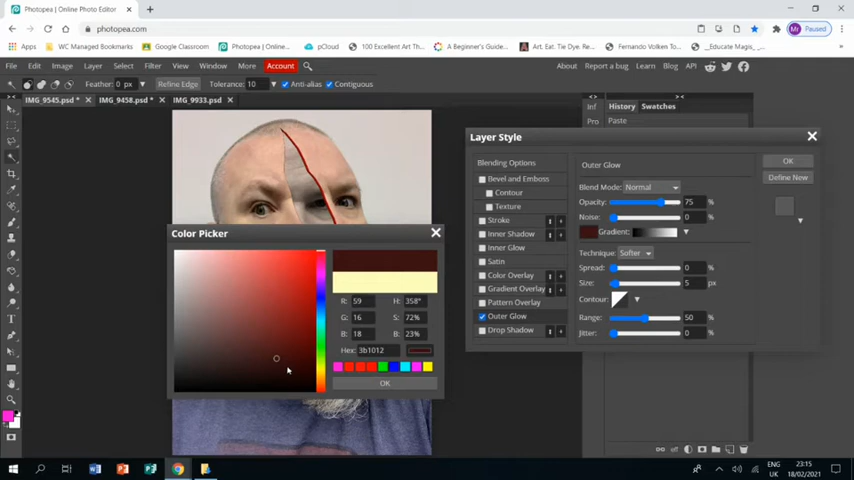 Photopea | Online Photo Editor
photopea.com
Paused
Apps WC Managed Bookmarks Google Classroom Photopea | Online... pCloud 100 Excellent Art Th... A Beginner's Guide... Art. Eat. Tie Dye. Re... Fernando Volken To... __Educate Magis_...
File Edit Image Layer Select Filter View Window More Account
About Report a bug Learn Blog API
Feather: 0 px Refine Edge Tolerance: 10 Anti-alias Contiguous
IMG_9545.psd * IMG_9458.psd * IMG_9933.psd
Inf History Swatches
Pro Paste
Layer Style
Blending Options
Bevel and Emboss
Contour
Texture
Stroke
Inner Shadow
Inner Glow
Satin
Color Overlay
Gradient Overlay
Pattern Overlay
Outer Glow
Drop Shadow
Outer Glow
Blend Mode: Normal
Opacity: 75 %
Noise: 0 %
Gradient:
Technique: Softer
Spread: 0 %
Size: 5 px
Contour:
Range: 50 %
Jitter: 0 %
OK
Define New
Color Picker
R: 59 H: 358°
G: 16 S: 72%
B: 18 B: 23%
Hex: 3b1012
OK
ENG
UK
23:15
18/02/2021